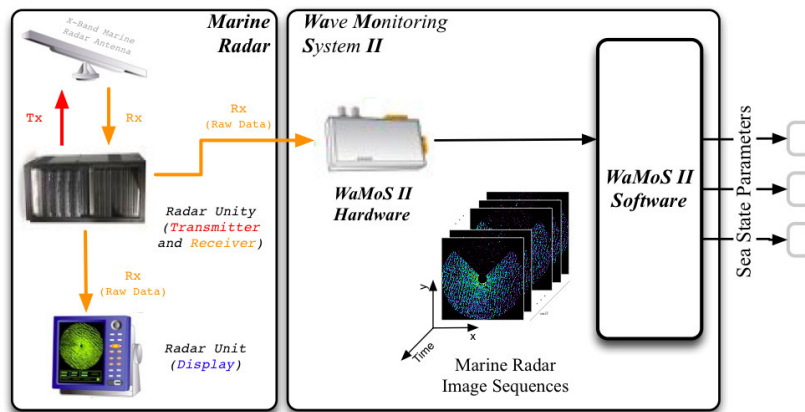 X-Band Marine
Radar Antenna
Marine
Radar
Tx
Rx
Rx
(Raw Data)
Radar Unity
(Transmitter
and Receiver)
Rx
(Raw Data)
Radar Unit
(Display)
Wave Monitoring
System II
WaMoS II
Hardware
WaMoS II
Software
y
x
Time
Marine Radar
Image Sequences
Sea State Parameters